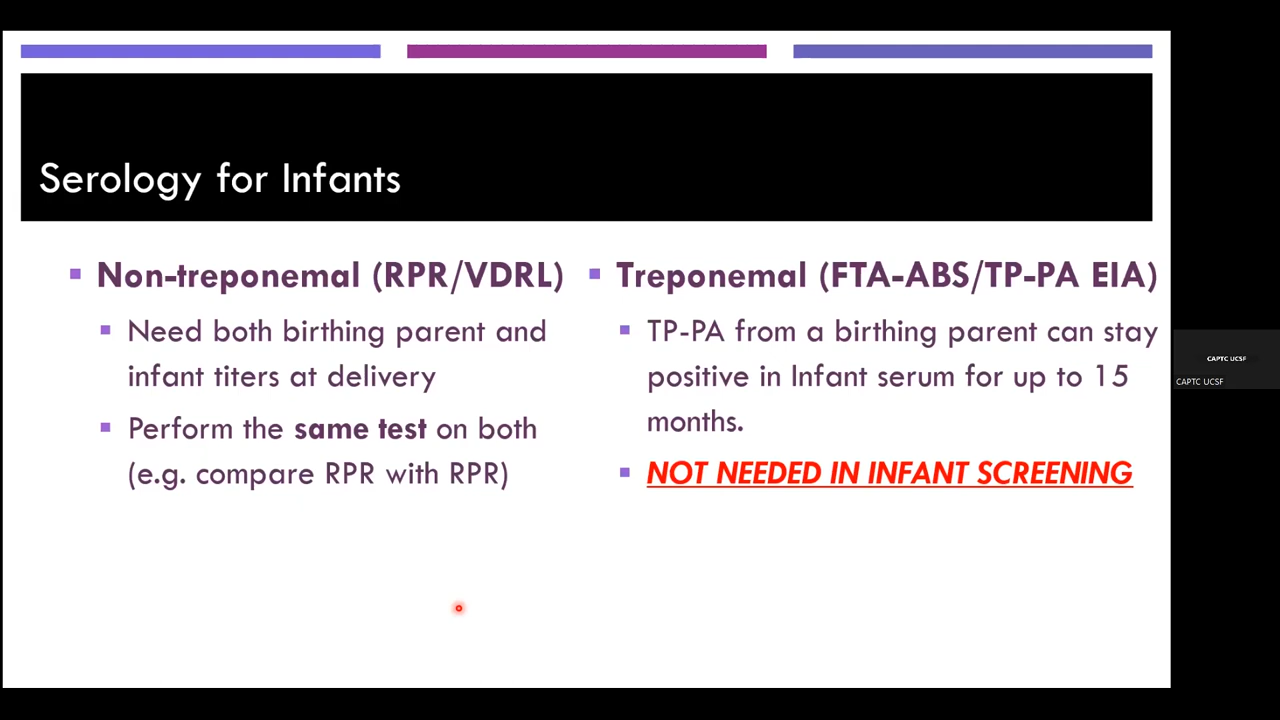 Serology for Infants
Non-treponemal (RPR/VDRL)
Need both birthing parent and
infant titers at delivery
Perform the same test on both
(e.g. compare RPR with RPR)
Treponemal (FTA-ABS/TP-PA EIA)
TP-PA from a birthing parent can stay
positive in Infant serum for up to 15
months.
NOT NEEDED IN INFANT SCREENING
CAPTC UCSF
CAPTC UCSF